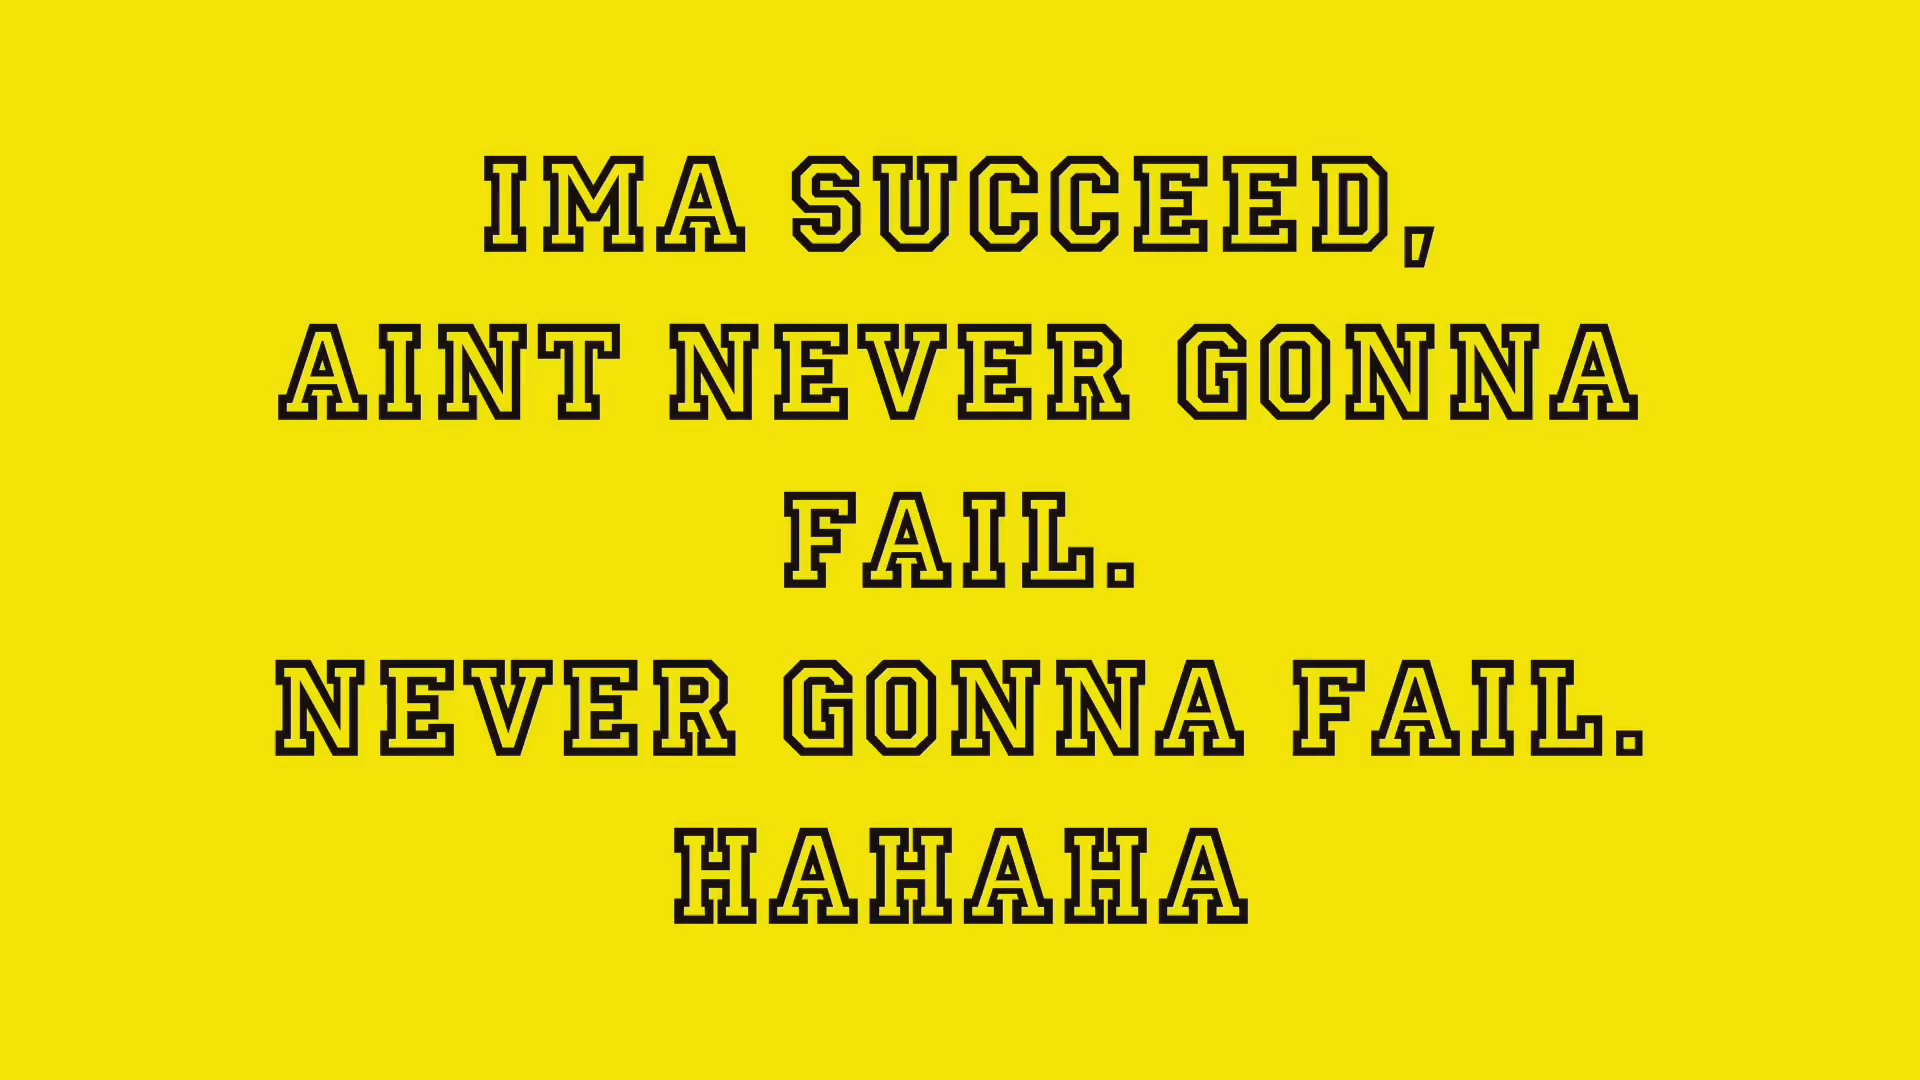 IMA SUCCEED,
AINT NEVER GONNA
FAIL.
NEVER GONNA FAIL.
HAHAHA